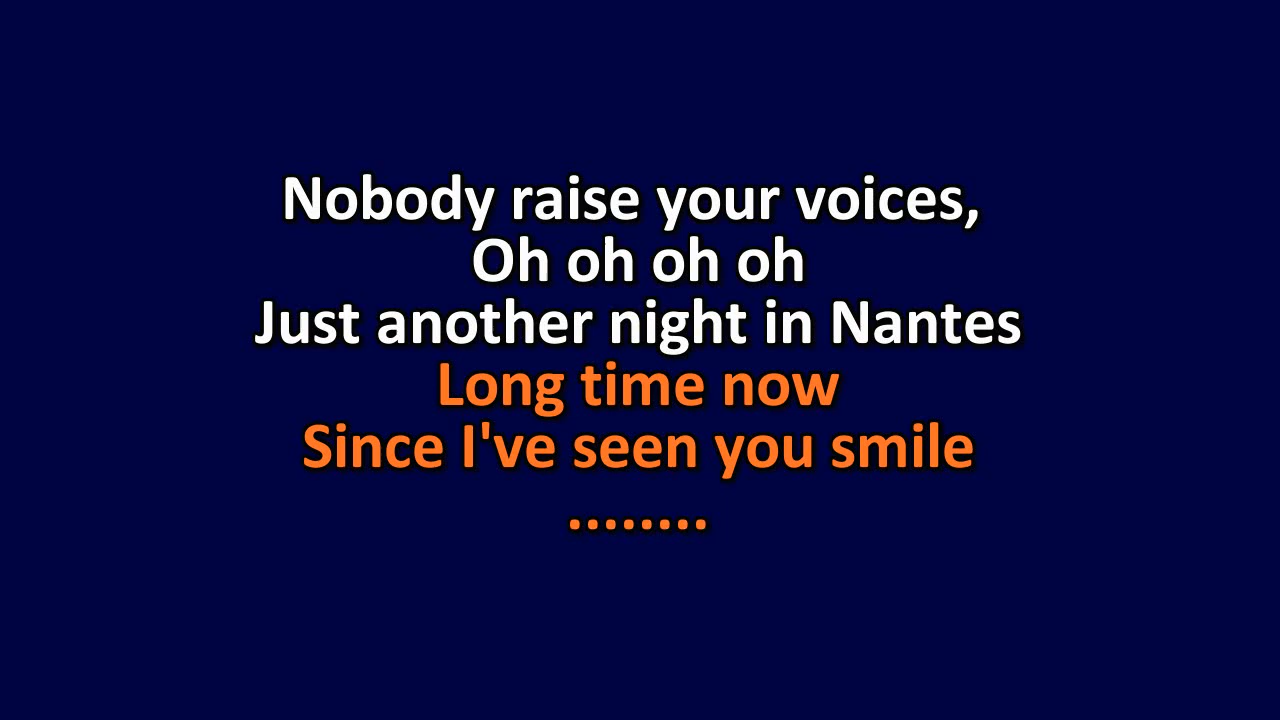 Nobody raise your voices,
Oh oh oh oh
Just another night in Nantes
Long time now
Since I've seen you smile
........